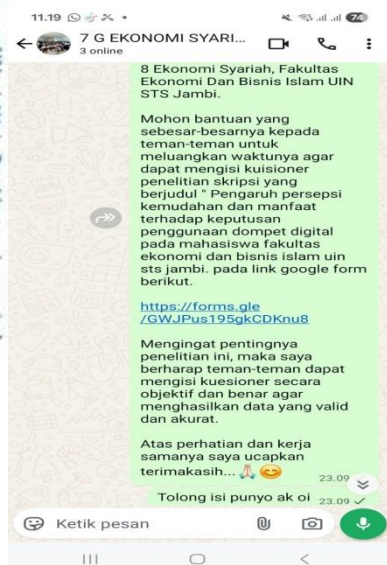 11.19
74
7 G EKONOMI SYARI...
3 online
8 Ekonomi Syariah, Fakultas
Ekonomi Dan Bisnis Islam UIN
STS Jambi.
Mohon bantuan yang
sebesar-besarnya kepada
teman-teman untuk
meluangkan waktunya agar
dapat mengisi kuisioner
penelitian skripsi yang
berjudul " Pengaruh persepsi
kemudahan dan manfaat
terhadap keputusan
penggunaan dompet digital
pada mahasiswa fakultas
ekonomi dan bisnis islam uin
sts jambi. pada link google form
berikut.
https://forms.gle
/GWJPus195gkCDKnu8
Mengingat pentingnya
penelitian ini, maka saya
berharap teman-teman dapat
mengisi kuesioner secara
objektif dan benar agar
menghasilkan data yang valid
dan akurat.
Atas perhatian dan kerja
samanya saya ucapkan
terimakasih...🙏😊
23.09
Tolong isi punyo ak oi 23.09
Ketik pesan